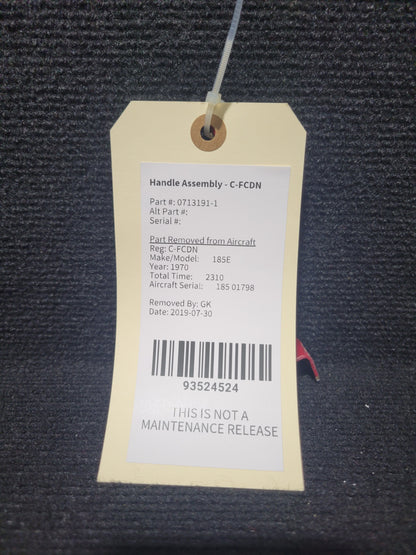 Handle Assembly - C-FCDN
Part #: 0713191-1
Alt Part #:
Serial #:
Part Removed from Aircraft
Reg: C-FCDN
Make/Model: 185E
Year: 1970
Total Time: 2310
Aircraft Serial: 185 01798
Removed By: GK
Date: 2019-07-30
93524524
THIS IS NOT A
MAINTENANCE RELEASE